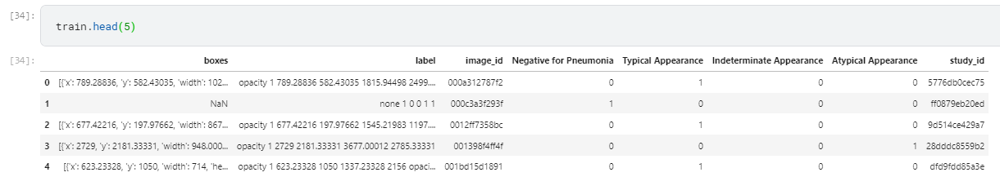 [34]:
train.head(5)
[34]:
boxes label image_id Negative for Pneumonia Typical Appearance Indeterminate Appearance Atypical Appearance study_id
0 [{'x': 789.28836, 'y': 582.43035, 'width': 102... opacity 1 789.28836 582.43035 1815.94498 2499.... 000a312787f2 0 1 0 0 5776db0cec75
1 NaN none 1 0 0 1 1 000c3a3f293f 1 0 0 0 ff0879eb20ed
2 [{'x': 677.42216, 'y': 197.97662, 'width': 867... opacity 1 677.42216 197.97662 1545.21983 1197.... 0012ff7358bc 0 1 0 0 9d514ce429a7
3 [{'x': 2729, 'y': 2181.33331, 'width': 948.000... opacity 1 2729 2181.33331 3677.00012 2785.33331 001398f4ff4f 0 0 0 1 28dddc8559b2
4 [{'x': 623.23328, 'y': 1050, 'width': 714, 'he... opacity 1 623.23328 1050 1337.23328 2156 opaci... 001bd15d1891 0 1 0 0 dfd9fdd85a3e